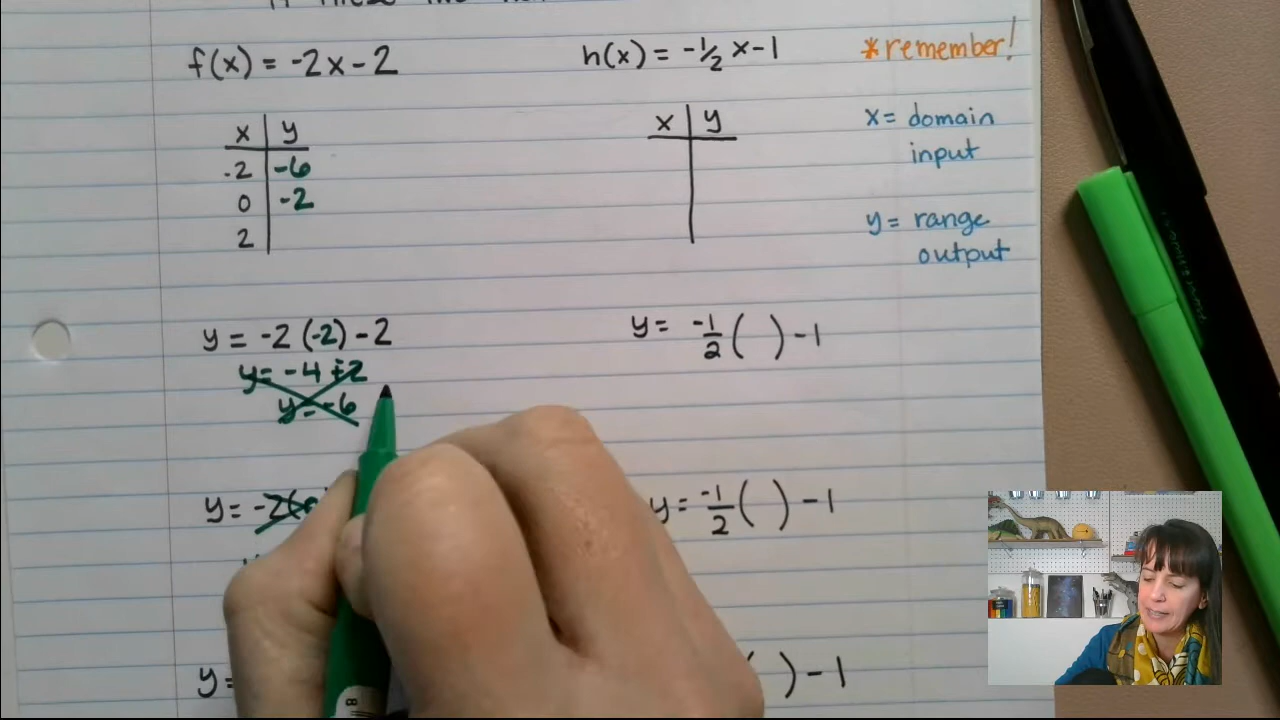 f(x) = -2x - 2
h(x) = -½ x - 1
*remember!
x y
-2 -6
0 -2
2
x y
x = domain
input
y = range
output
y = -2 (-2) - 2
y = -4 + -2
y = -6
y = -1/2 ( ) - 1
y = -2(
y = -1/2 ( ) - 1
y =
) - 1